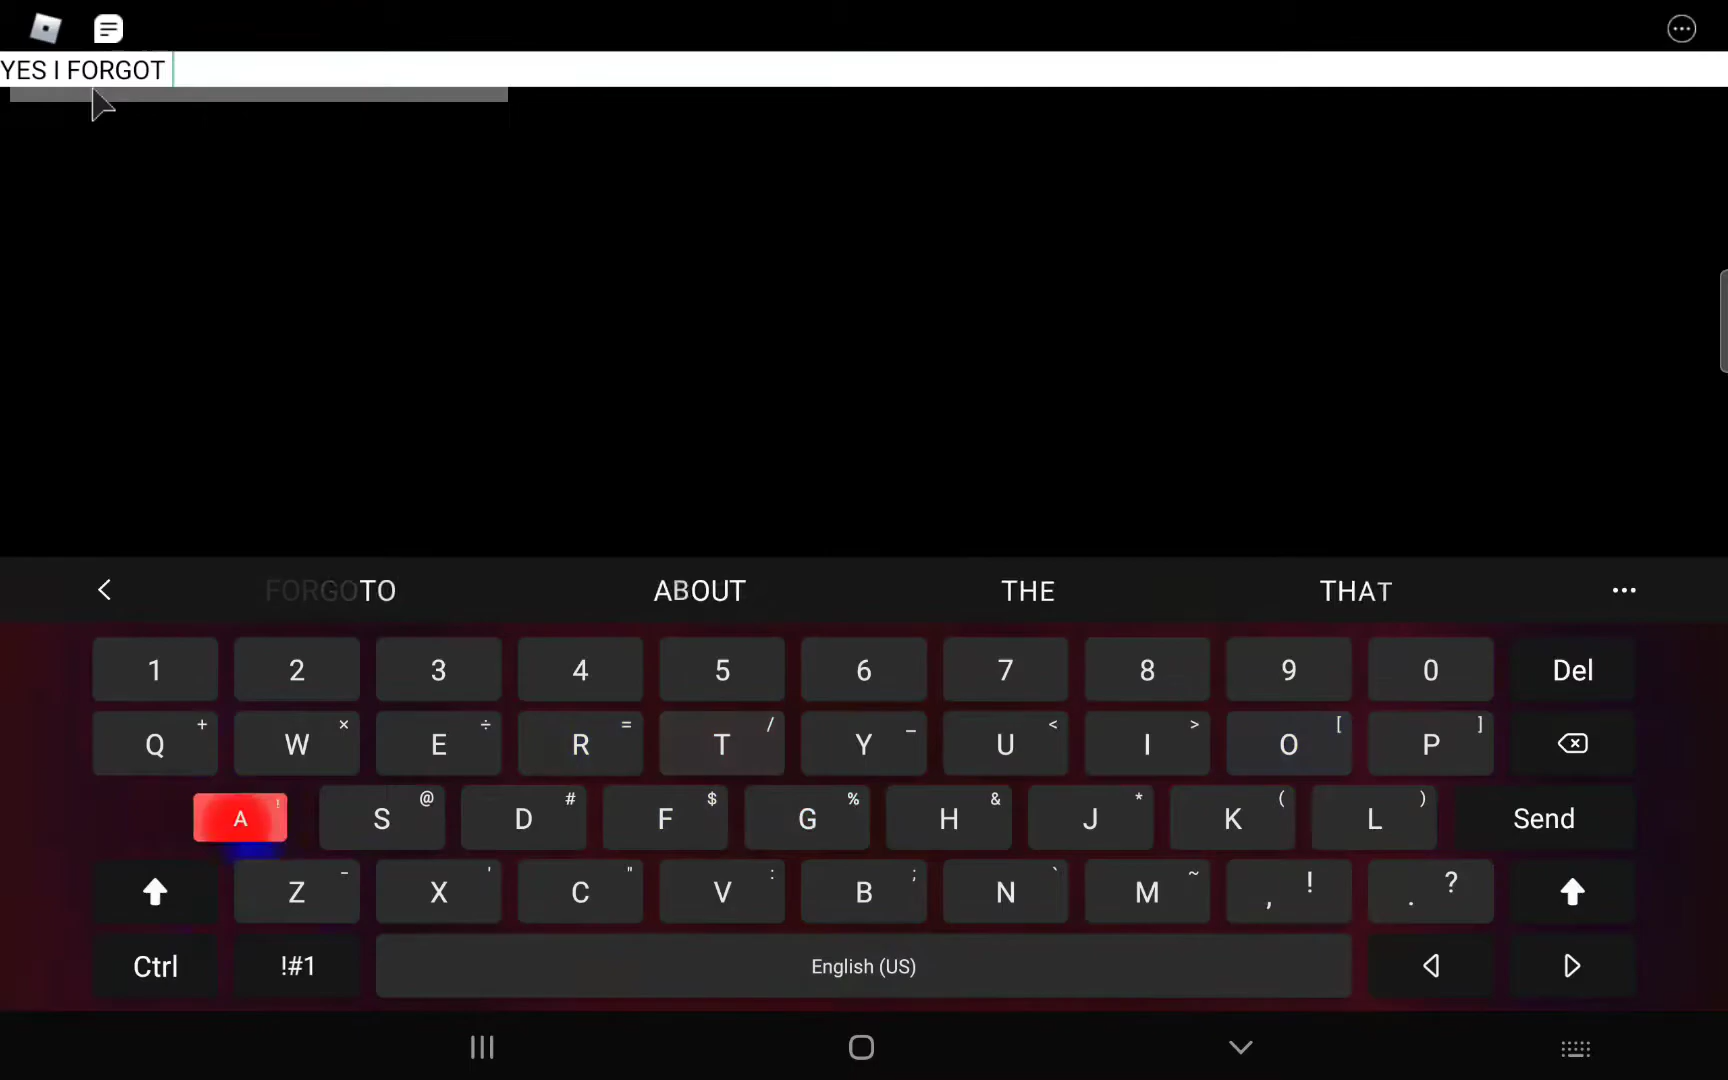 YES I FORGOT
FORGOTO ABOUT THE THAT
1 2 3 4 5 6 7 8 9 0 Del
Q + W × E ÷ R = T / Y _ U < I > O [ P ]
A ! S @ D # F $ G % H & J * K ( L ) Send
Z - X ' C " V : B ; N ` M ~ , ! . ?
Ctrl !#1 English (US)